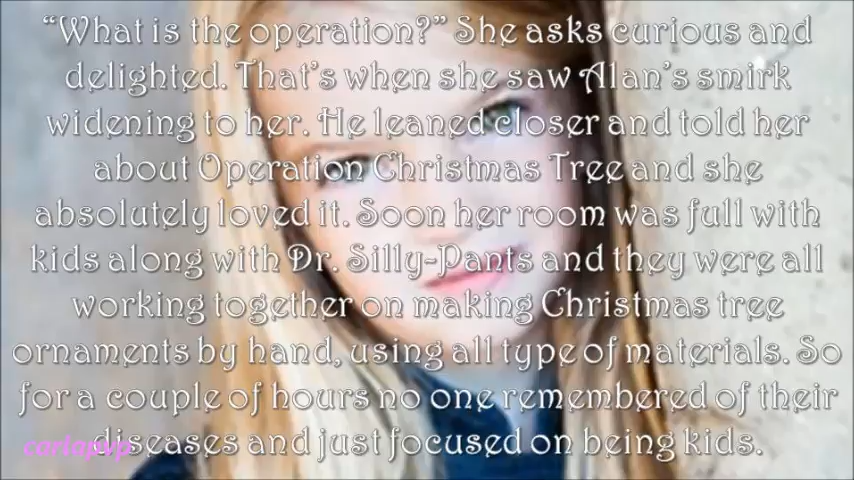 “What is the operation?” She asks curious and
delighted. That’s when she saw Alan’s smirk
widening to her. He leaned closer and told her
about Operation Christmas Tree and she
absolutely loved it. Soon her room was full with
kids along with Dr. Silly-Pants and they were all
working together on making Christmas tree
ornaments by hand, using all type of materials. So
for a couple of hours no one remembered of their
diseases and just focused on being kids.
carlapvp